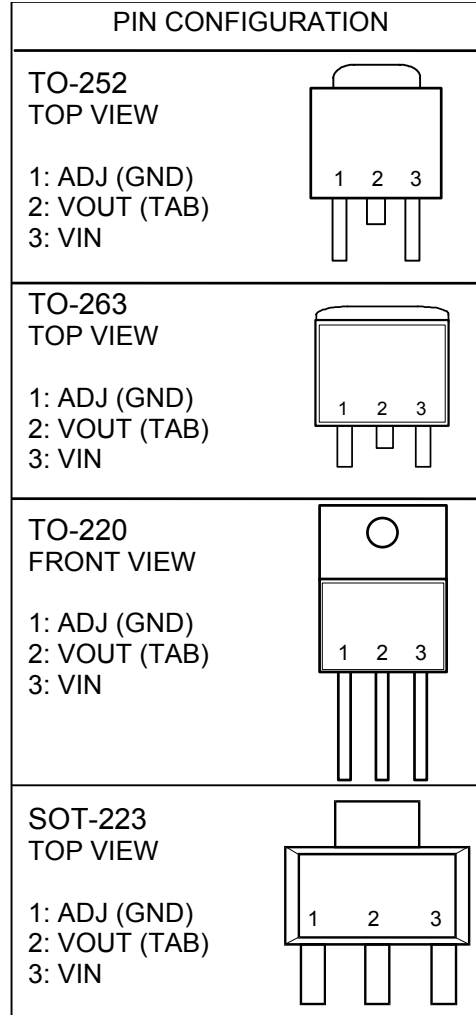 PIN CONFIGURATION
TO-252
TOP VIEW
1: ADJ (GND)
2: VOUT (TAB)
3: VIN
1 2 3
TO-263
TOP VIEW
1: ADJ (GND)
2: VOUT (TAB)
3: VIN
1 2 3
TO-220
FRONT VIEW
1: ADJ (GND)
2: VOUT (TAB)
3: VIN
1 2 3
SOT-223
TOP VIEW
1: ADJ (GND)
2: VOUT (TAB)
3: VIN
1 2 3